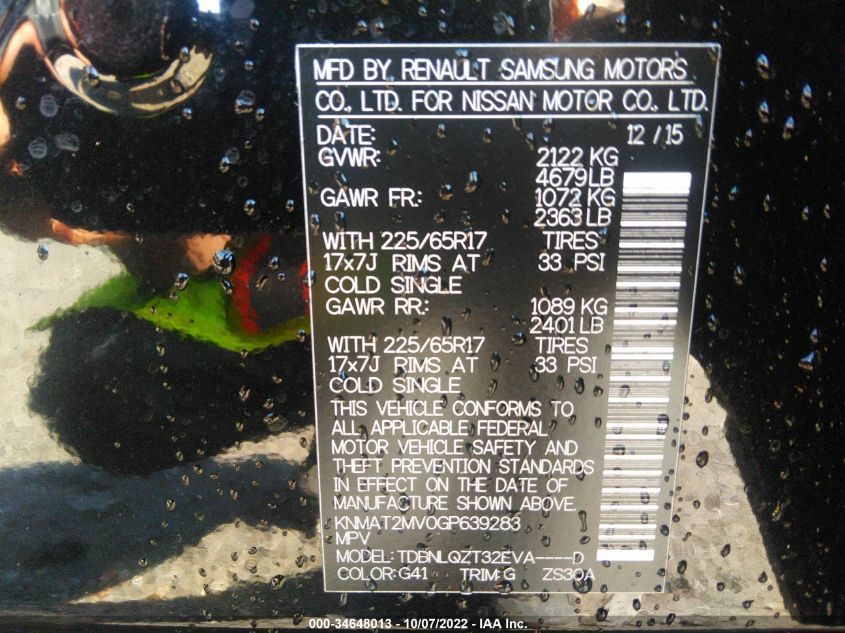 MFD BY RENAULT SAMSUNG MOTORS
CO., LTD. FOR NISSAN MOTOR CO., LTD.
DATE: 12 / 15
GVWR: 2122 KG
4679LB
GAWR FR.: 1072 KG
2363 LB
WITH 225/65R17 TIRES
17x7J RIMS AT 33 PSI
COLD SINGLE
GAWR RR.: 1089 KG
2401 LB
WITH 225/65R17 TIRES
17x7J RIMS AT 33 PSI
COLD SINGLE
THIS VEHICLE CONFORMS TO
ALL APPLICABLE FEDERAL
MOTOR VEHICLE SAFETY AND
THEFT PREVENTION STANDARDS
IN EFFECT ON THE DATE OF
MANUFACTURE SHOWN ABOVE.
KNMAT2MV0GP639283
MPV
MODEL:TDBNLQZT32EVA----D
COLOR:G41 TRIM:G ZS30A
000-34648013 - 10/07/2022 - IAA Inc.